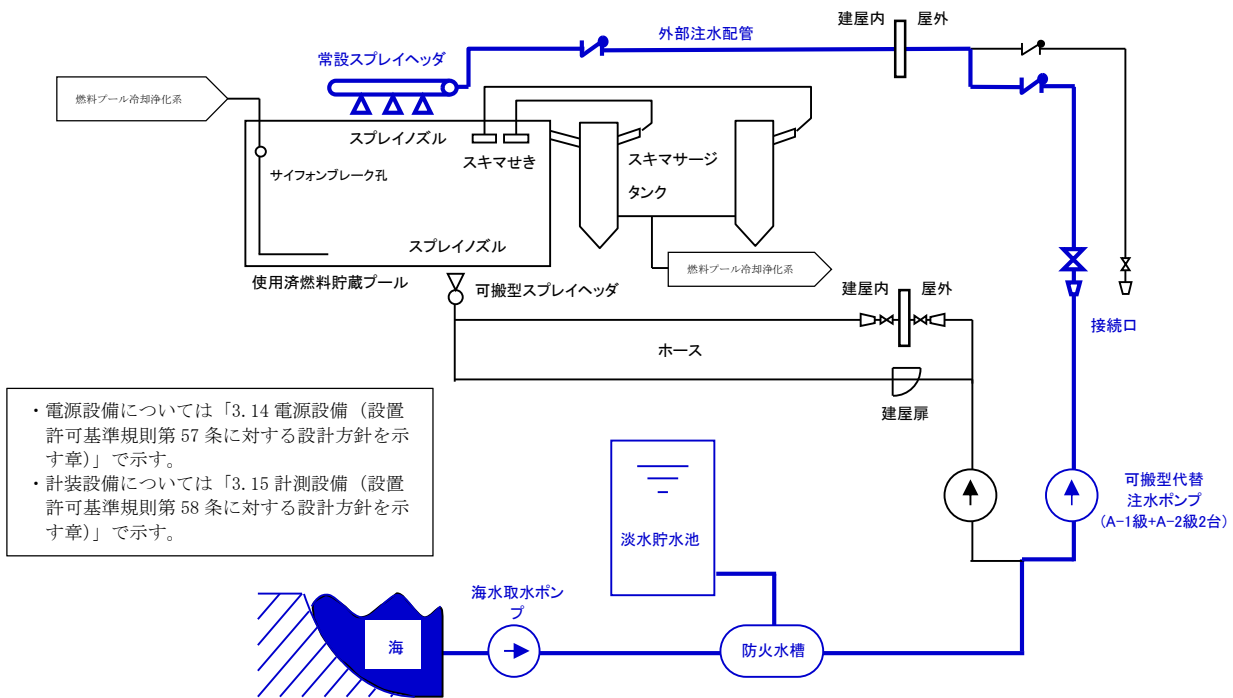 建屋内 屋外
外部注水配管
常設スプレイヘッダ
燃料プール冷却浄化系
スプレイノズル
スキマせき
スキマサージ
タンク
サイフォンブレーク孔
スプレイノズル
燃料プール冷却浄化系
使用済燃料貯蔵プール
可搬型スプレイヘッダ
建屋内 屋外
接続口
ホース
建屋扉
・電源設備については「3.14 電源設備（設置
許可基準規則第 57 条に対する設計方針を示
す章）」で示す。
・計装設備については「3.15 計測設備（設置
許可基準規則第 58 条に対する設計方針を示
す章）」で示す。
可搬型代替
注水ポンプ
(A-1級+A-2級2台)
淡水貯水池
海水取水ポン
プ
海
防火水槽